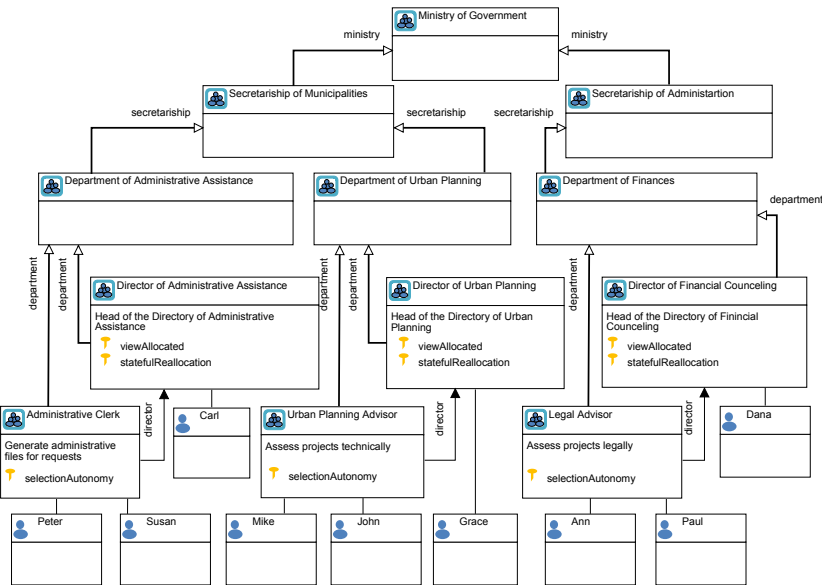 Ministry of Government
ministry
ministry
Secretariship of Municipalities
Secretariship of Administartion
secretariship
secretariship
secretariship
Department of Administrative Assistance
Department of Urban Planning
Department of Finances
department
department
department
department
department
department
Director of Administrative Assistance
Head of the Directory of Administrative
Assistance
viewAllocated
statefulReallocation
Director of Urban Planning
Head of the Directory of Urban
Planning
viewAllocated
statefulReallocation
Director of Financial Counceling
Head of the Directory of Finincial
Counceling
viewAllocated
statefulReallocation
director
director
director
Administrative Clerk
Generate administrative
files for requests
selectionAutonomy
Carl
Urban Planning Advisor
Assess projects technically
selectionAutonomy
Legal Advisor
Assess projects legally
selectionAutonomy
Dana
Peter
Susan
Mike
John
Grace
Ann
Paul